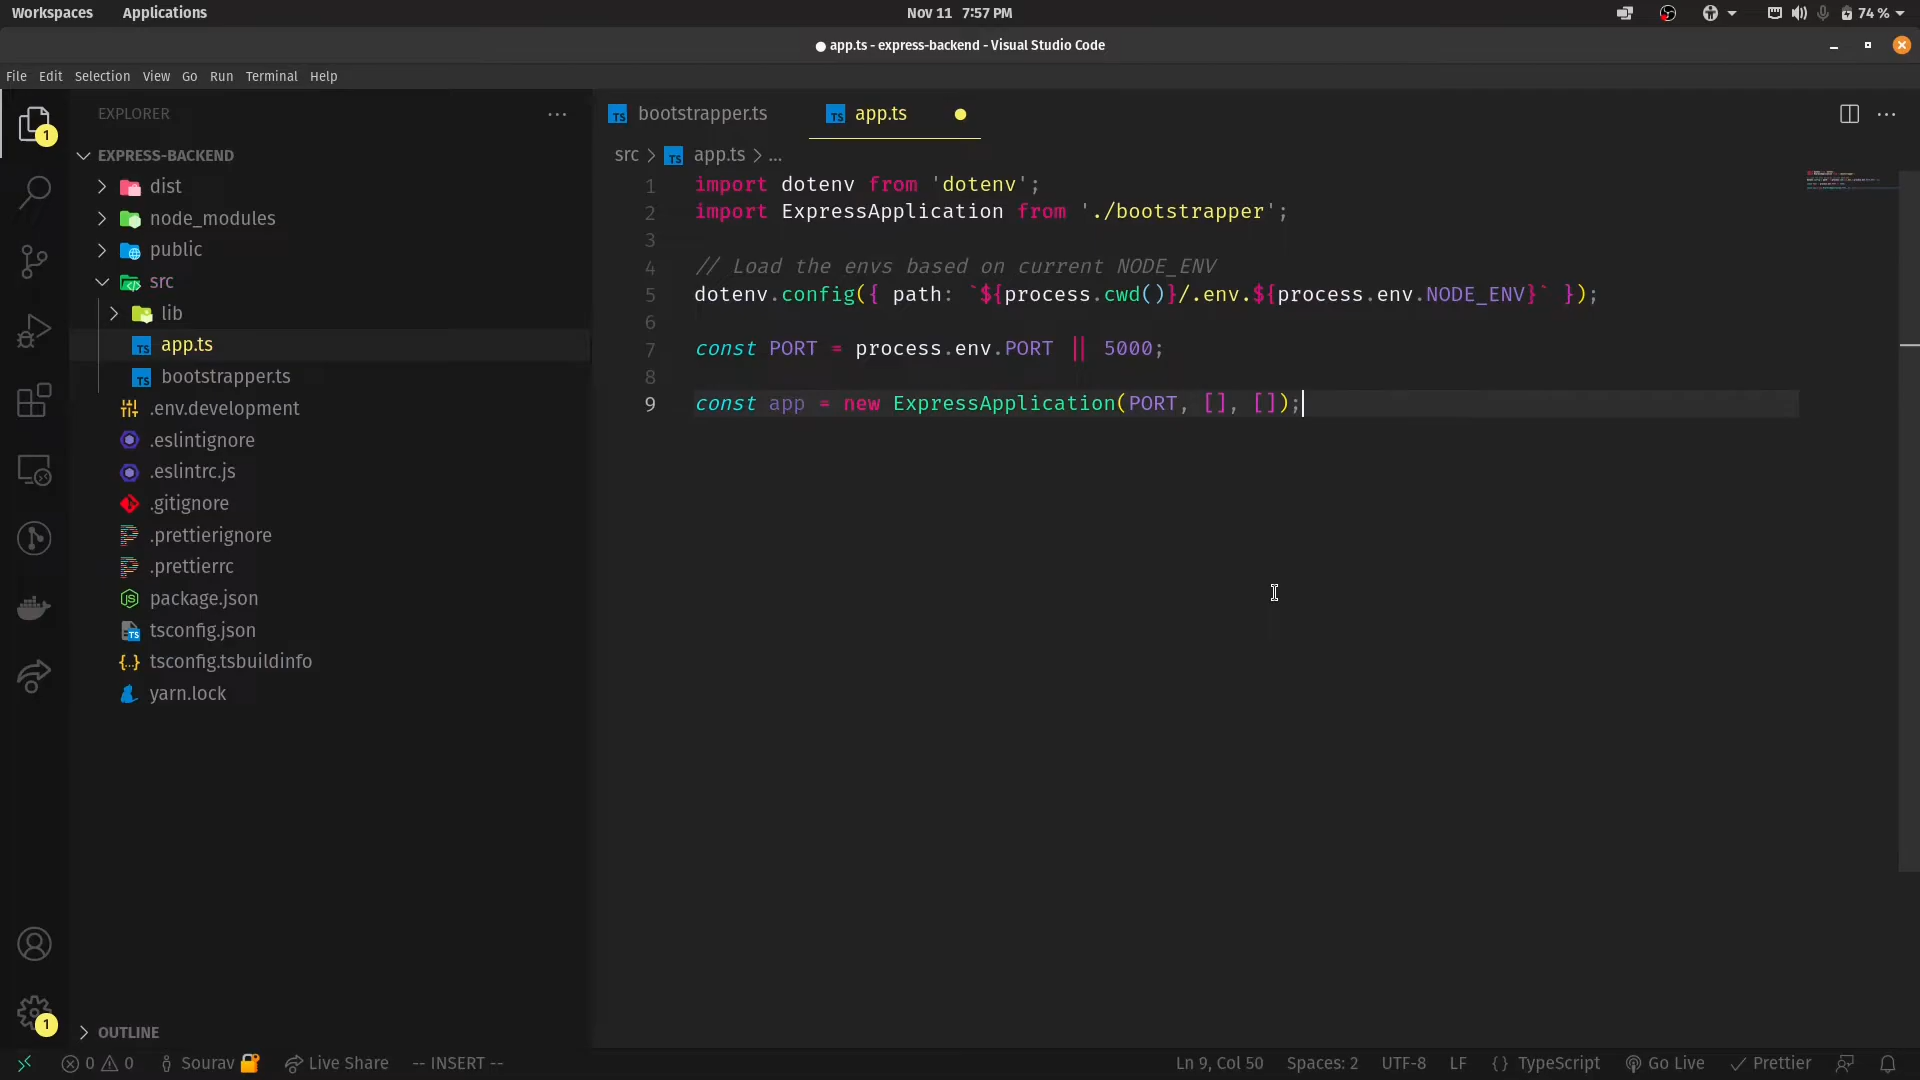 Workspaces Applications Nov 11 7:57 PM 74 %
● app.ts - express-backend - Visual Studio Code
File Edit Selection View Go Run Terminal Help
EXPLORER ...
bootstrapper.ts app.ts
1
EXPRESS-BACKEND
src > app.ts > ...
dist
node_modules
public
src
lib
app.ts
bootstrapper.ts
.env.development
.eslintignore
.eslintrc.js
.gitignore
.prettierignore
.prettierrc
package.json
tsconfig.json
tsconfig.tsbuildinfo
yarn.lock
1 import dotenv from 'dotenv';
2 import ExpressApplication from './bootstrapper';
3
4 // Load the envs based on current NODE_ENV
5 dotenv.config({ path: `${process.cwd()}/.env.${process.env.NODE_ENV}` });
6
7 const PORT = process.env.PORT || 5000;
8
9 const app = new ExpressApplication(PORT, [], []);
1
OUTLINE
0 0 Sourav 🔐 Live Share -- INSERT -- Ln 9, Col 50 Spaces: 2 UTF-8 LF {} TypeScript Go Live Prettier